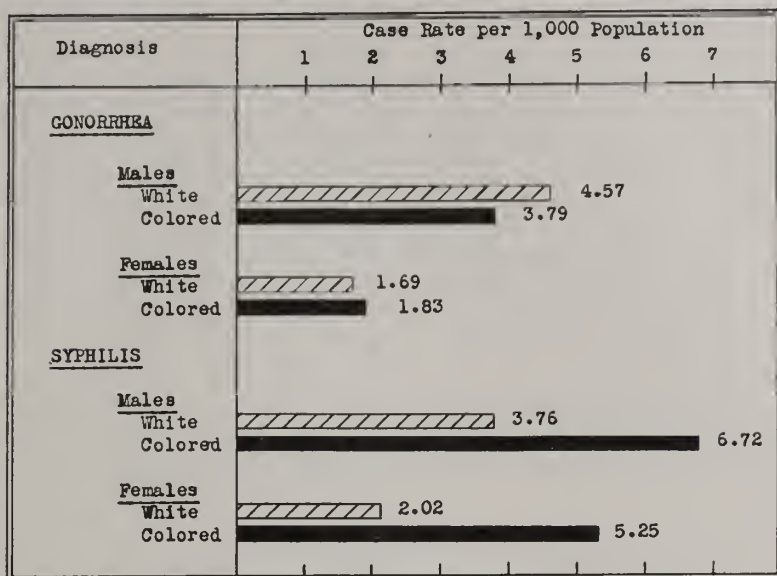 Diagnosis
Case Rate per 1,000 Population
1 2 3 4 5 6 7
GONORRHEA
Males
White 4.57
Colored 3.79
Females
White 1.69
Colored 1.83
SYPHILIS
Males
White 3.76
Colored 6.72
Females
White 2.02
Colored 5.25